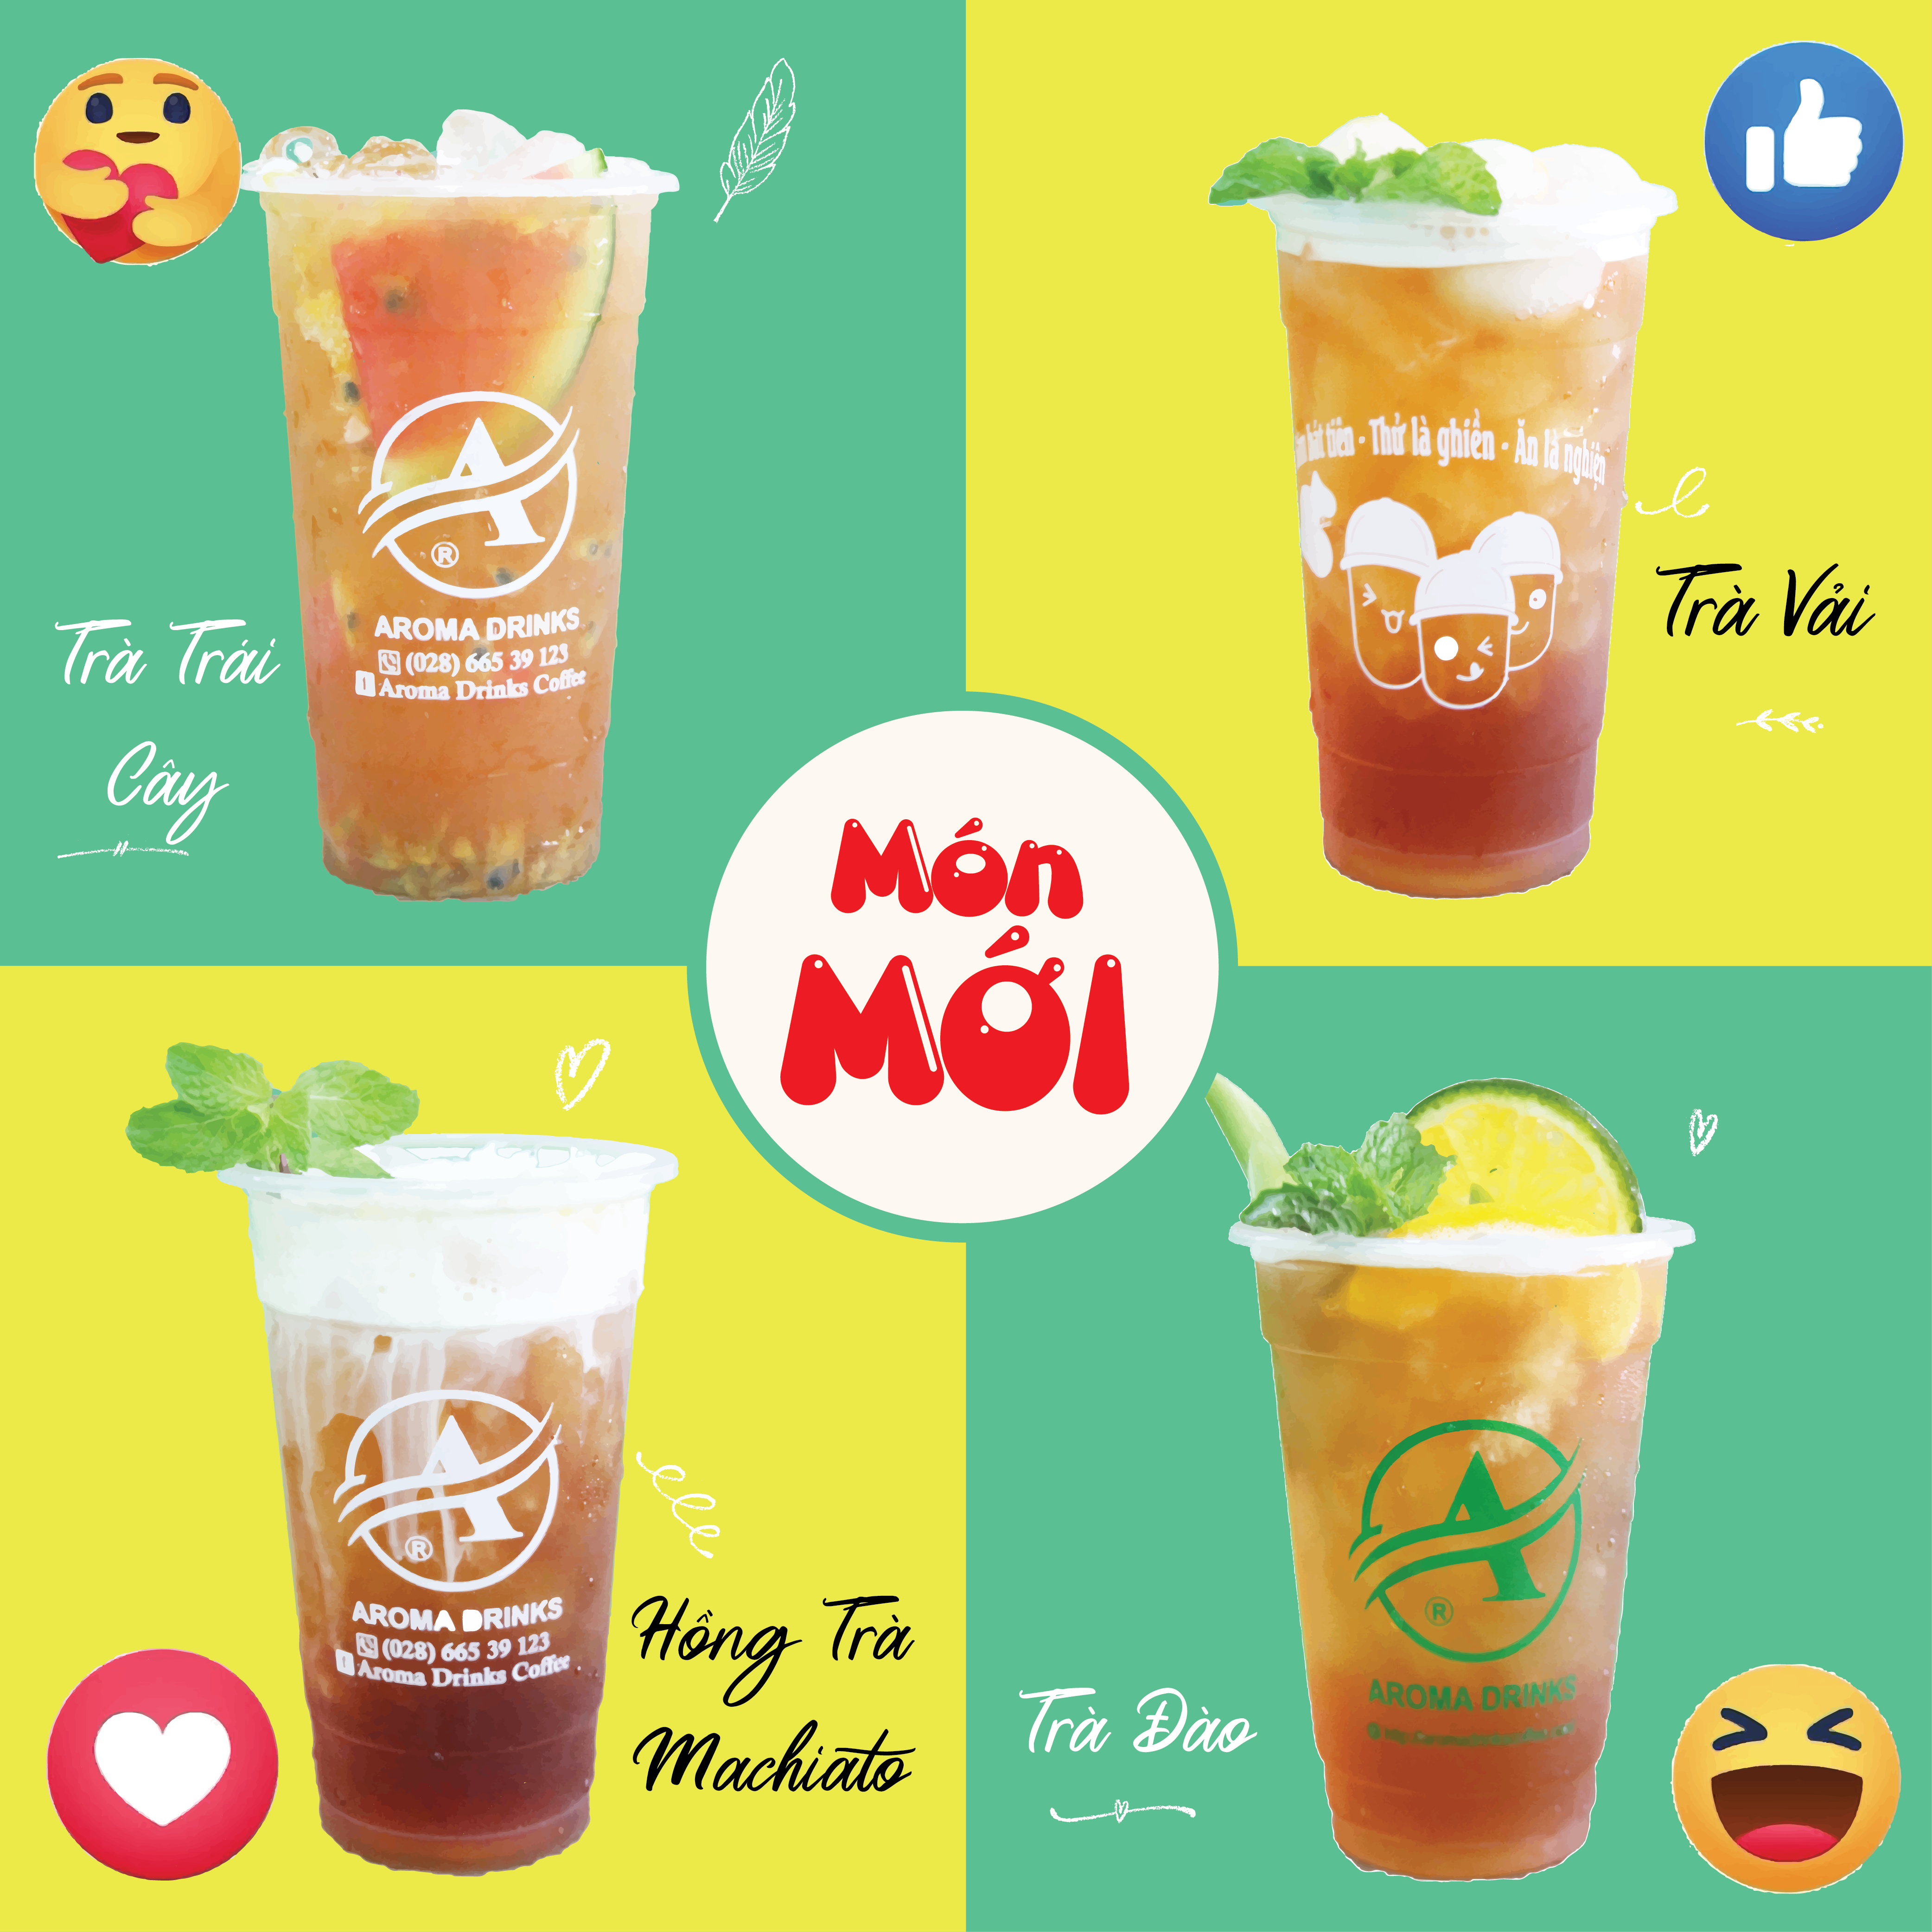 A
®
AROMA DRINKS
(028) 665 39 123
Aroma Drinks Coffee
Trà Trái
Cây
tiện - Thử là ghiền - Ăn là nghiện
Trà Vải
Món
Mới
A
®
AROMA DRINKS
(028) 665 39 123
Aroma Drinks Coffee
Hồng Trà
Machiato
A
®
AROMA DRINKS
Trà Đào